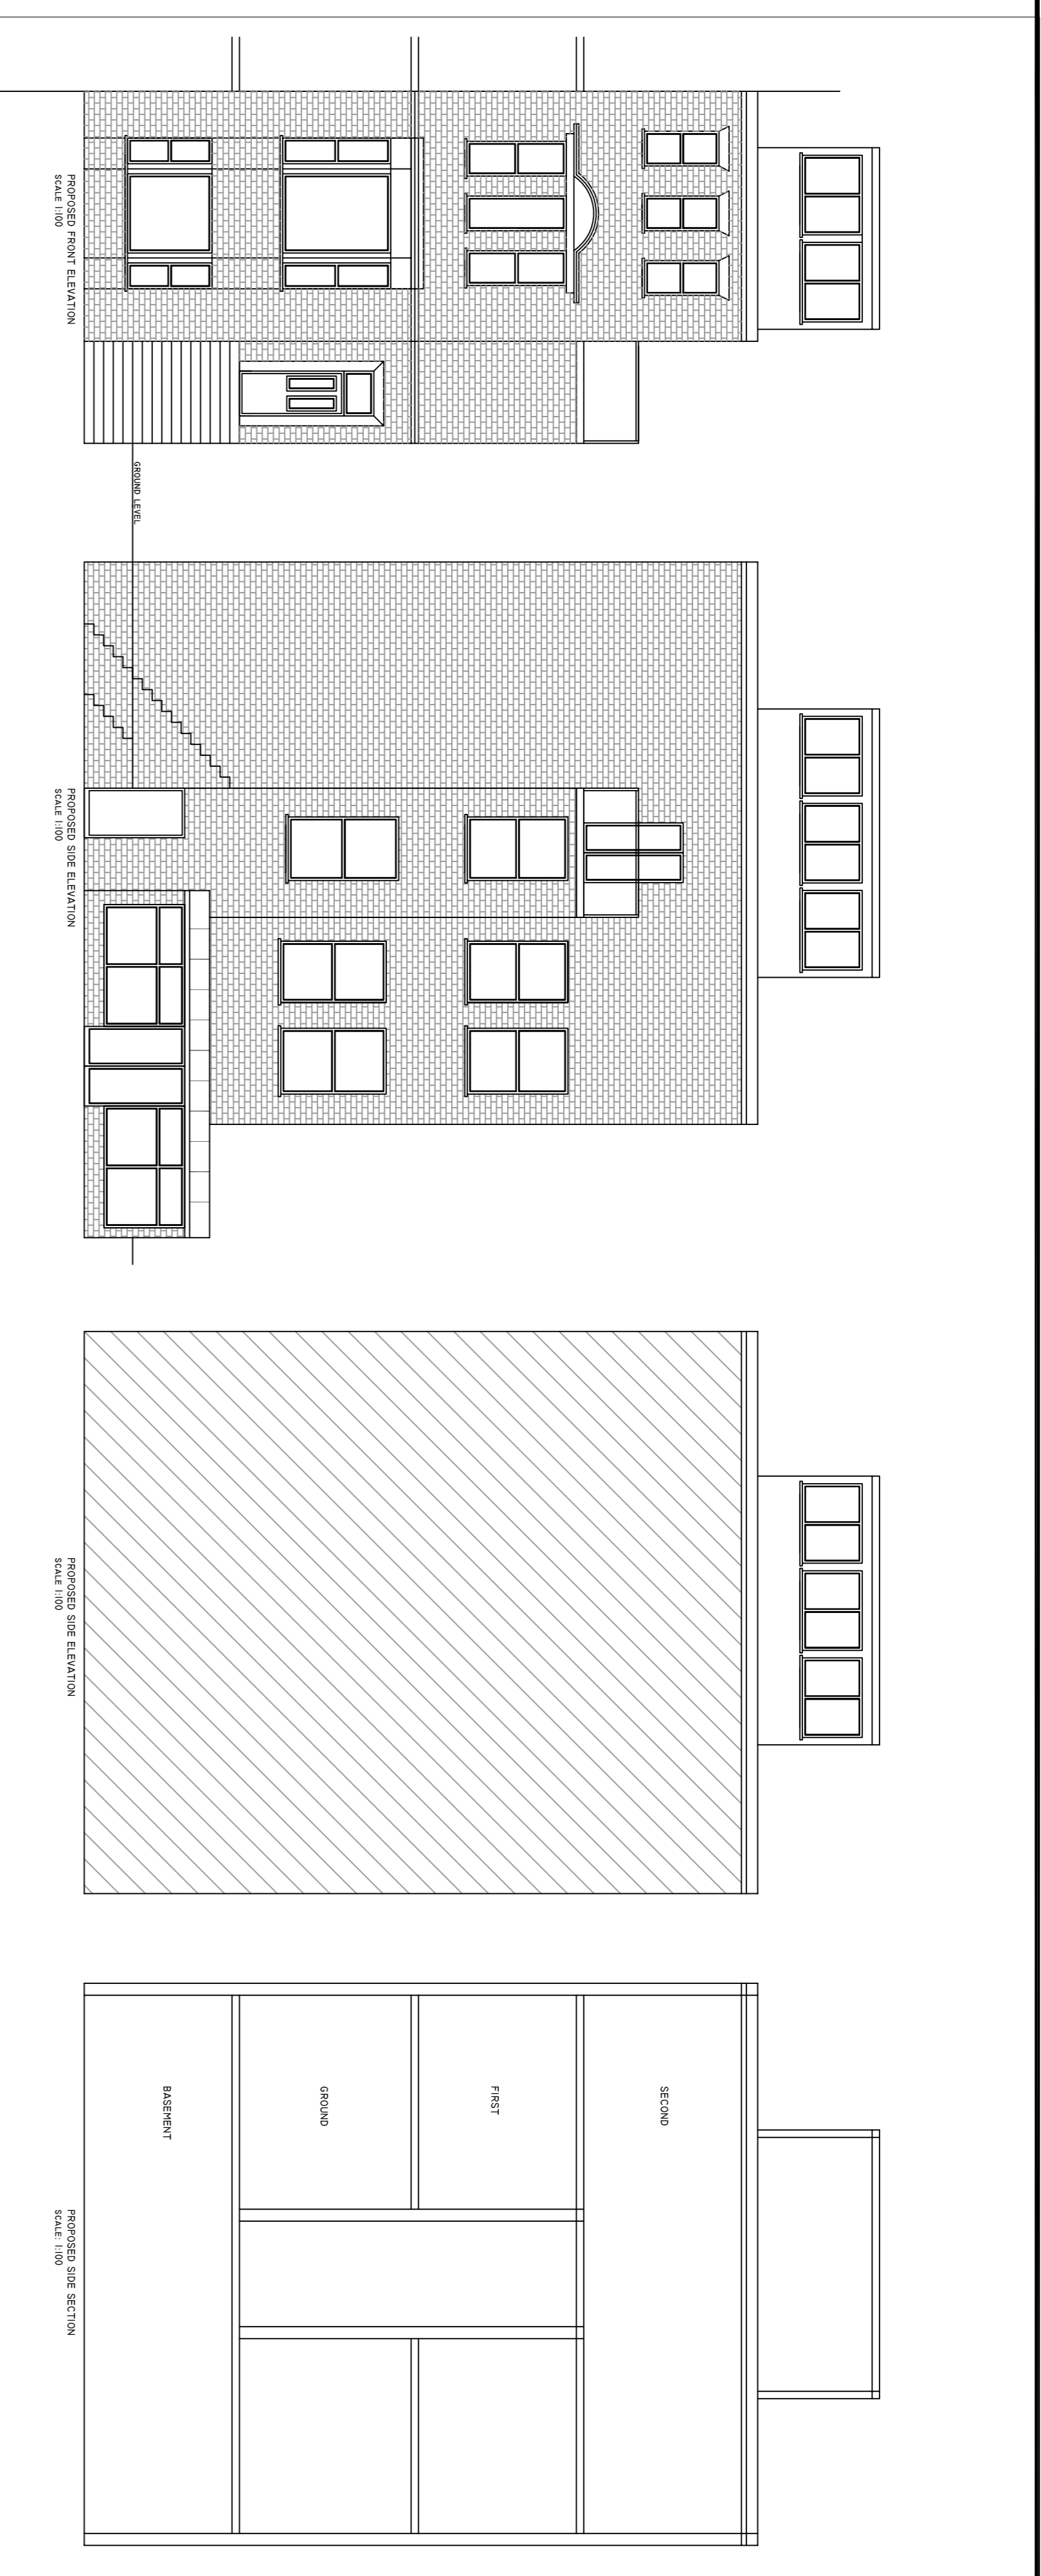 PROPOSED FRONT ELEVATION
SCALE 1:100
GROUND LEVEL
PROPOSED SIDE ELEVATION
SCALE 1:100
PROPOSED SIDE ELEVATION
SCALE 1:100
SECOND
FIRST
GROUND
BASEMENT
PROPOSED SIDE SECTION
SCALE: 1:100